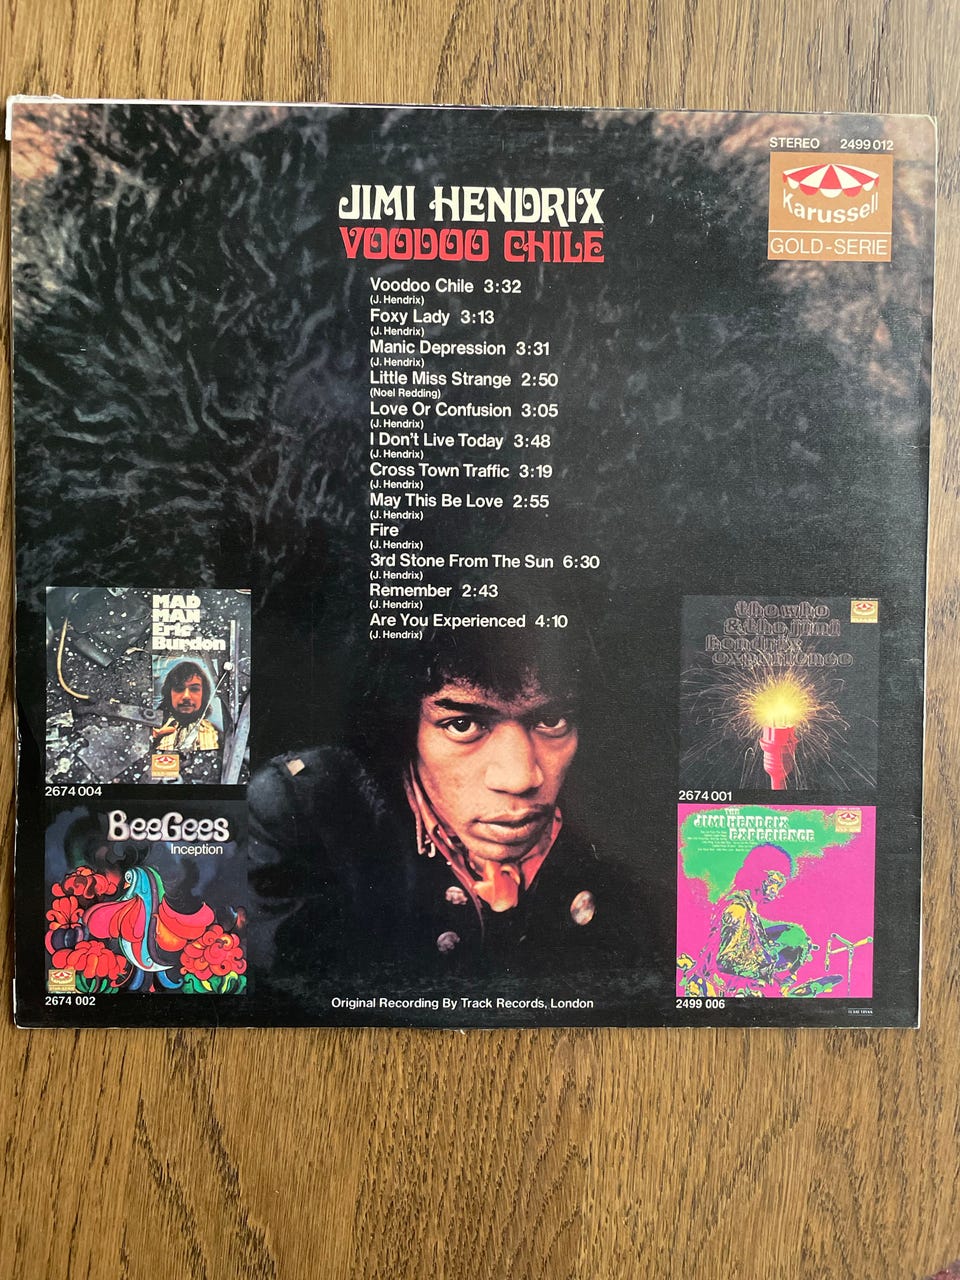 STEREO 2499 012
Karussell
GOLD-SERIE
JIMI HENDRIX
VOODOO CHILE
Voodoo Chile 3:32
(J. Hendrix)
Foxy Lady 3:13
(J. Hendrix)
Manic Depression 3:31
(J. Hendrix)
Little Miss Strange 2:50
(Noel Redding)
Love Or Confusion 3:05
(J. Hendrix)
I Don't Live Today 3:48
(J. Hendrix)
Cross Town Traffic 3:19
(J. Hendrix)
May This Be Love 2:55
(J. Hendrix)
Fire
(J. Hendrix)
3rd Stone From The Sun 6:30
(J. Hendrix)
Remember 2:43
(J. Hendrix)
Are You Experienced 4:10
(J. Hendrix)
MAD
MAN
Eric
Burdon
GOLD-SERIE
2674 004
the who
& the jimi
hendrix
experience
2674 001
BeeGees
Inception
2674 002
THE
JIMI HENDRIX
EXPERIENCE
2499 006
Original Recording By Track Records, London